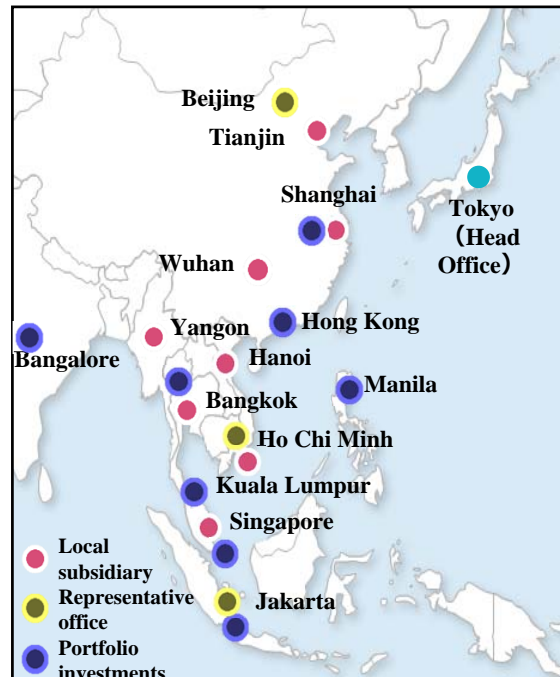 Beijing
Tianjin
Shanghai
Tokyo
（Head
Office）
Wuhan
Yangon
Hong Kong
Bangalore
Hanoi
Manila
Bangkok
Ho Chi Minh
Kuala Lumpur
Singapore
Local
subsidiary
Representative
office
Jakarta
Portfolio
investments